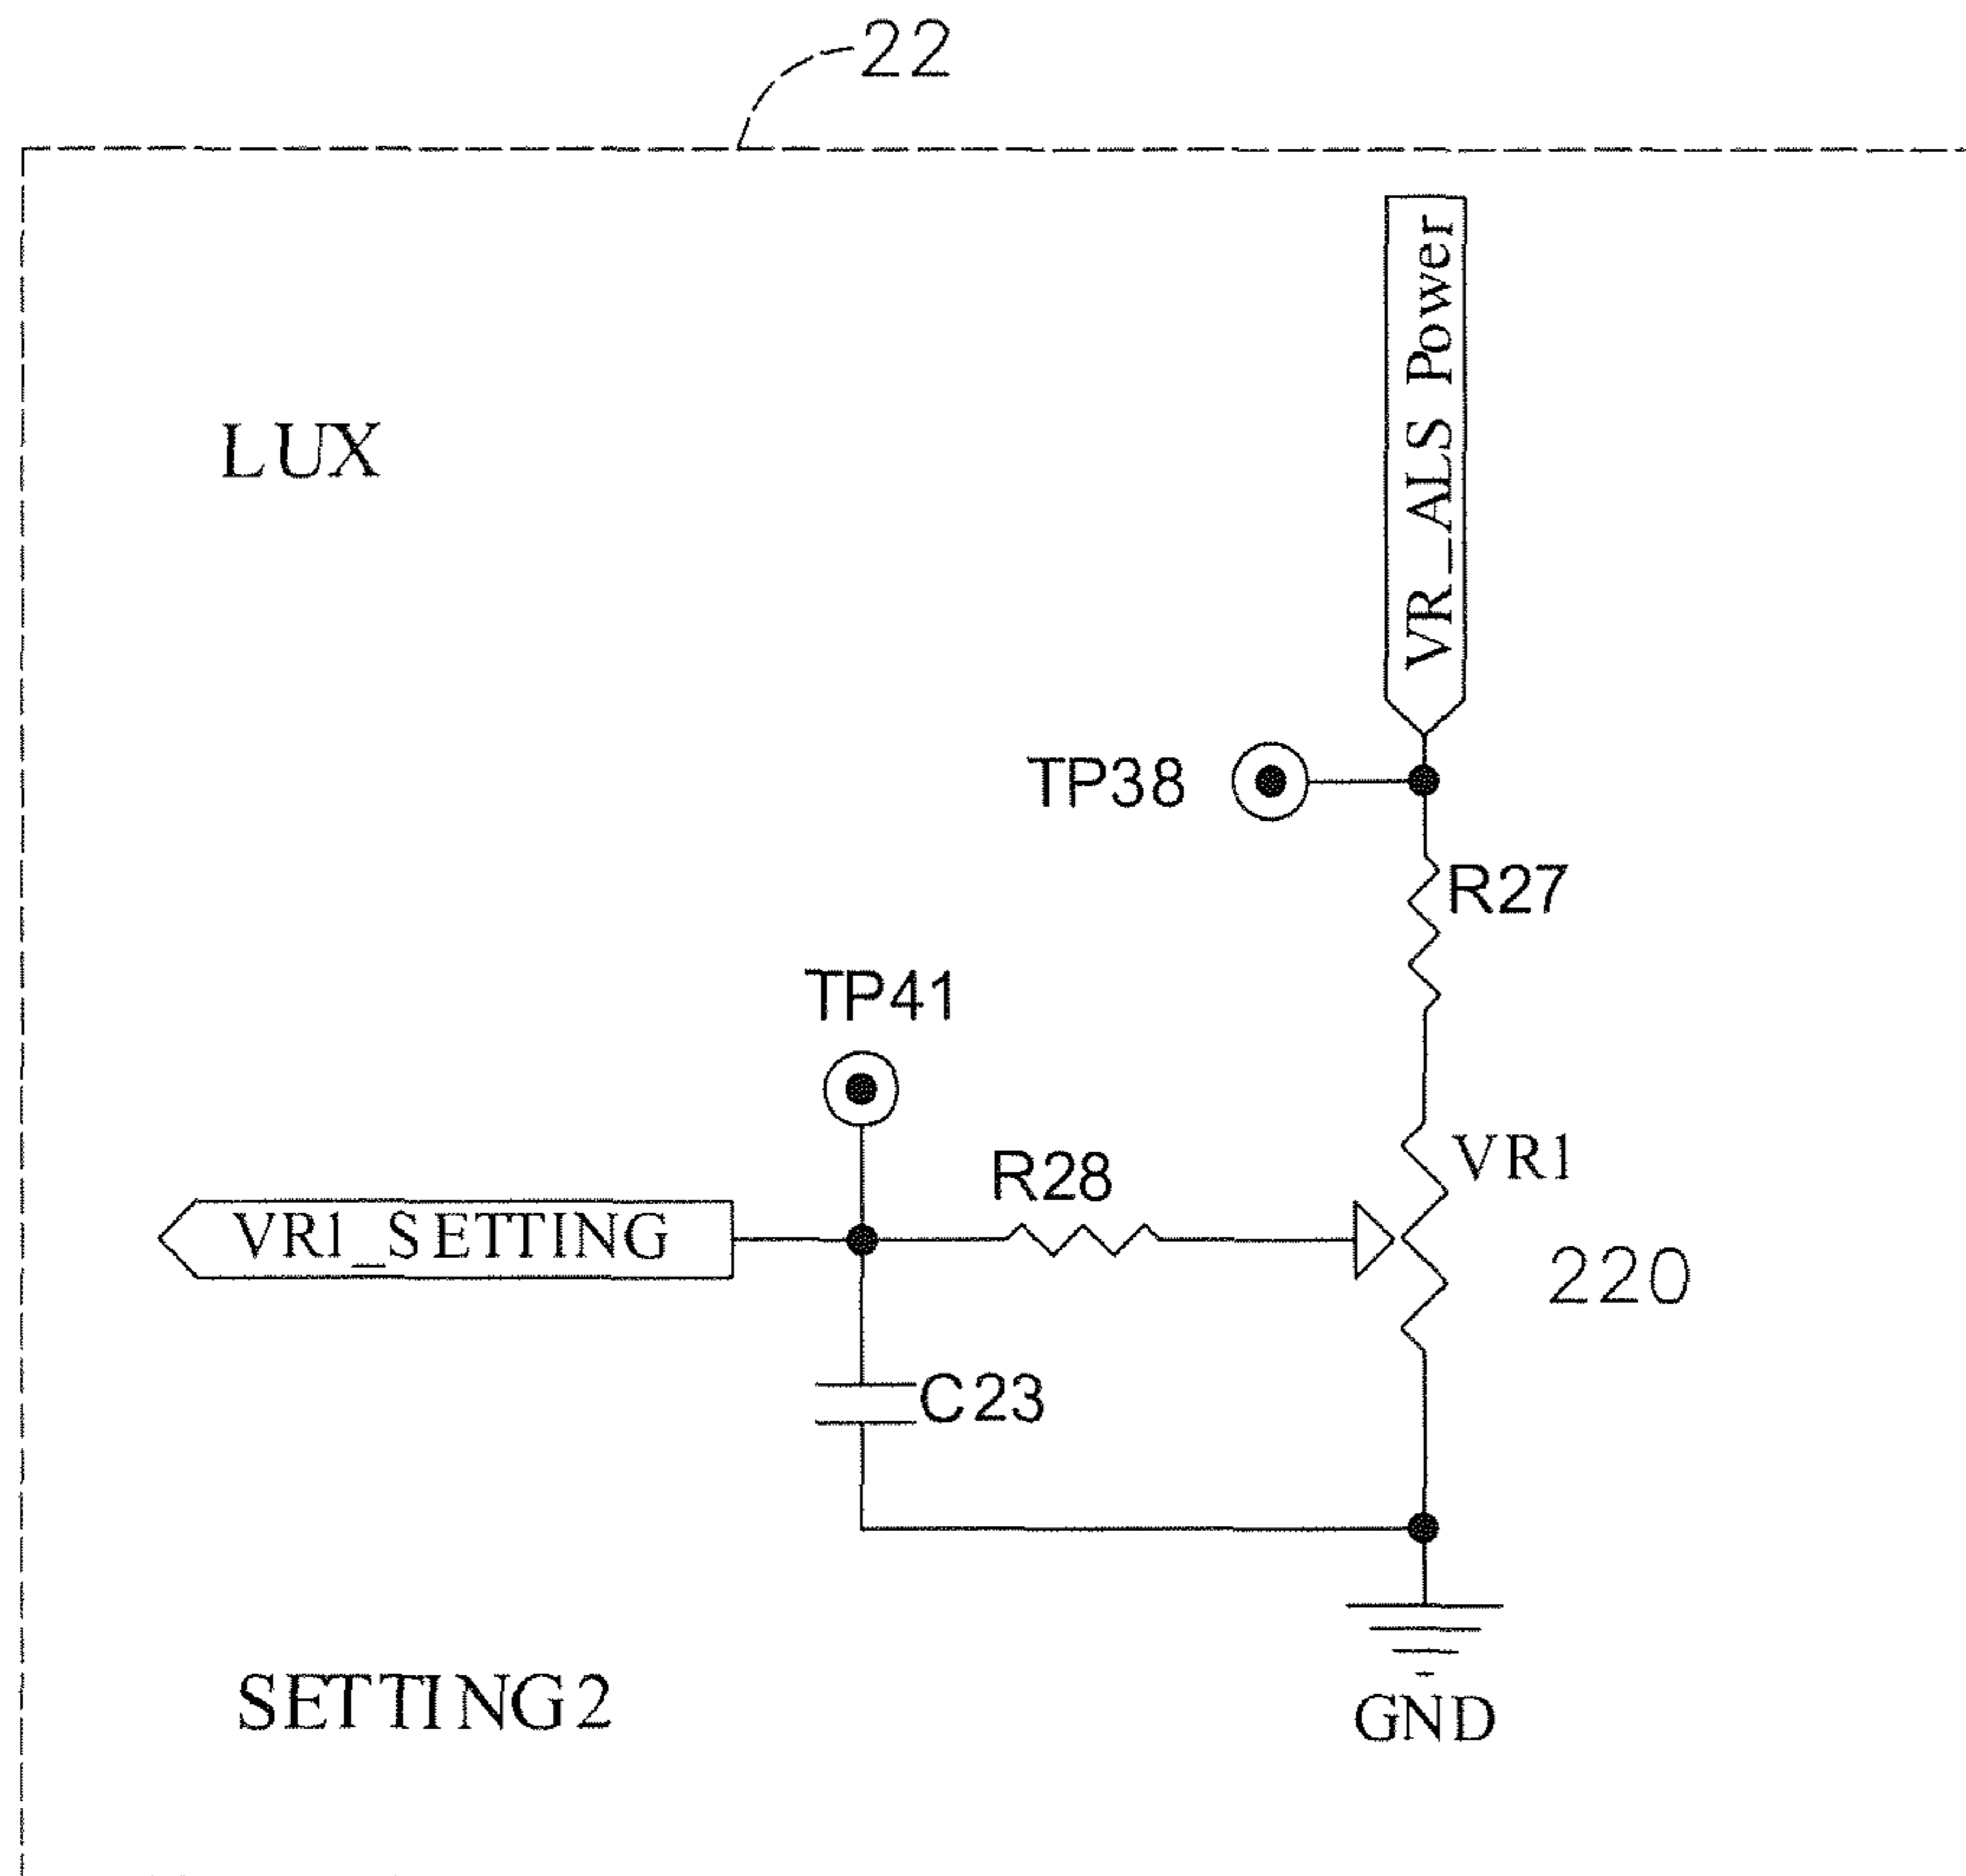 22
LUX
VR_ALS Power
TP38
R27
TP41
VR1
R28
VR1_SETTING
220
C23
SETTING2
GND